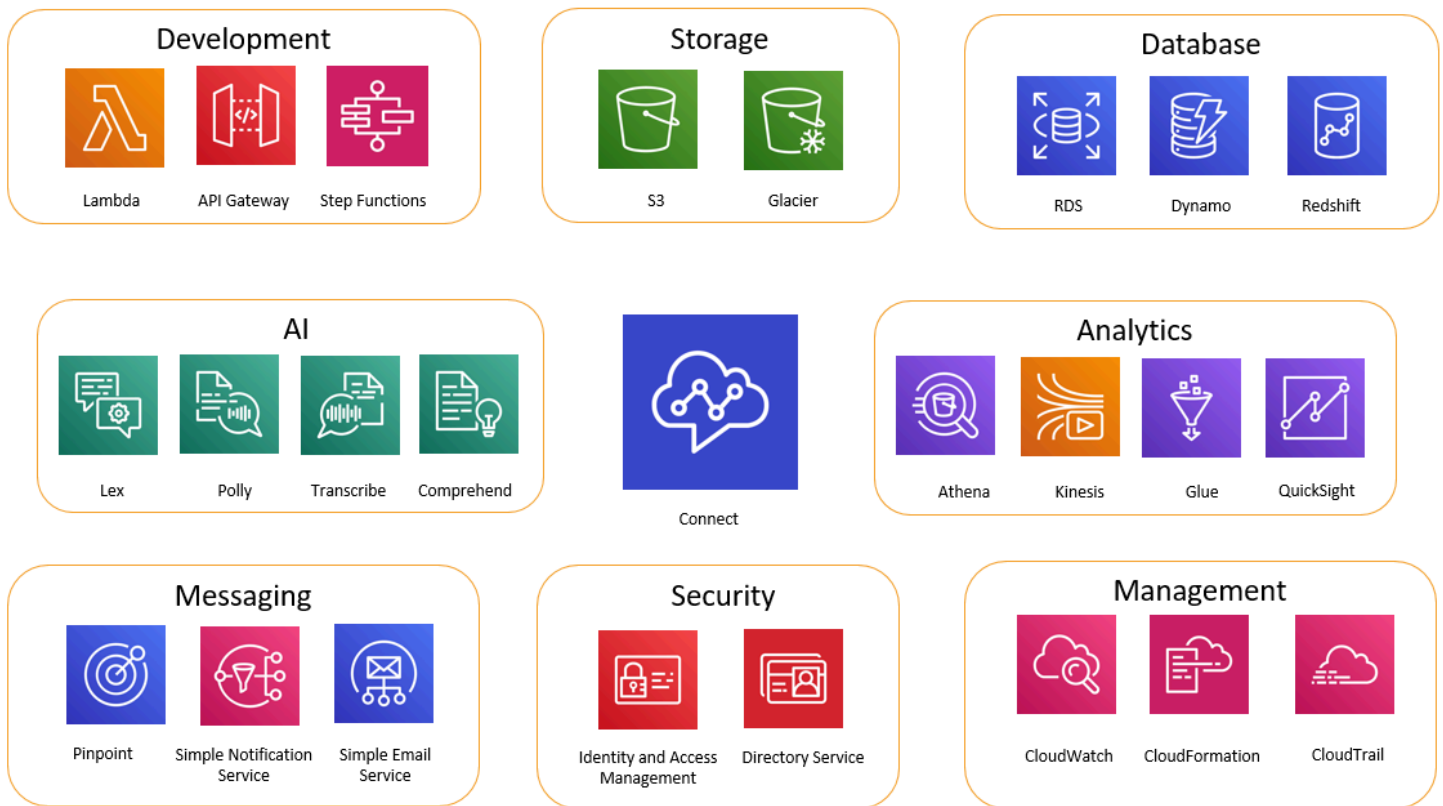 Development
Lambda
API Gateway
Step Functions
Storage
S3
Glacier
Database
RDS
Dynamo
Redshift
AI
Lex
Polly
Transcribe
Comprehend
Connect
Analytics
Athena
Kinesis
Glue
QuickSight
Messaging
Pinpoint
Simple Notification
Service
Simple Email
Service
Security
Identity and Access
Management
Directory Service
Management
CloudWatch
CloudFormation
CloudTrail